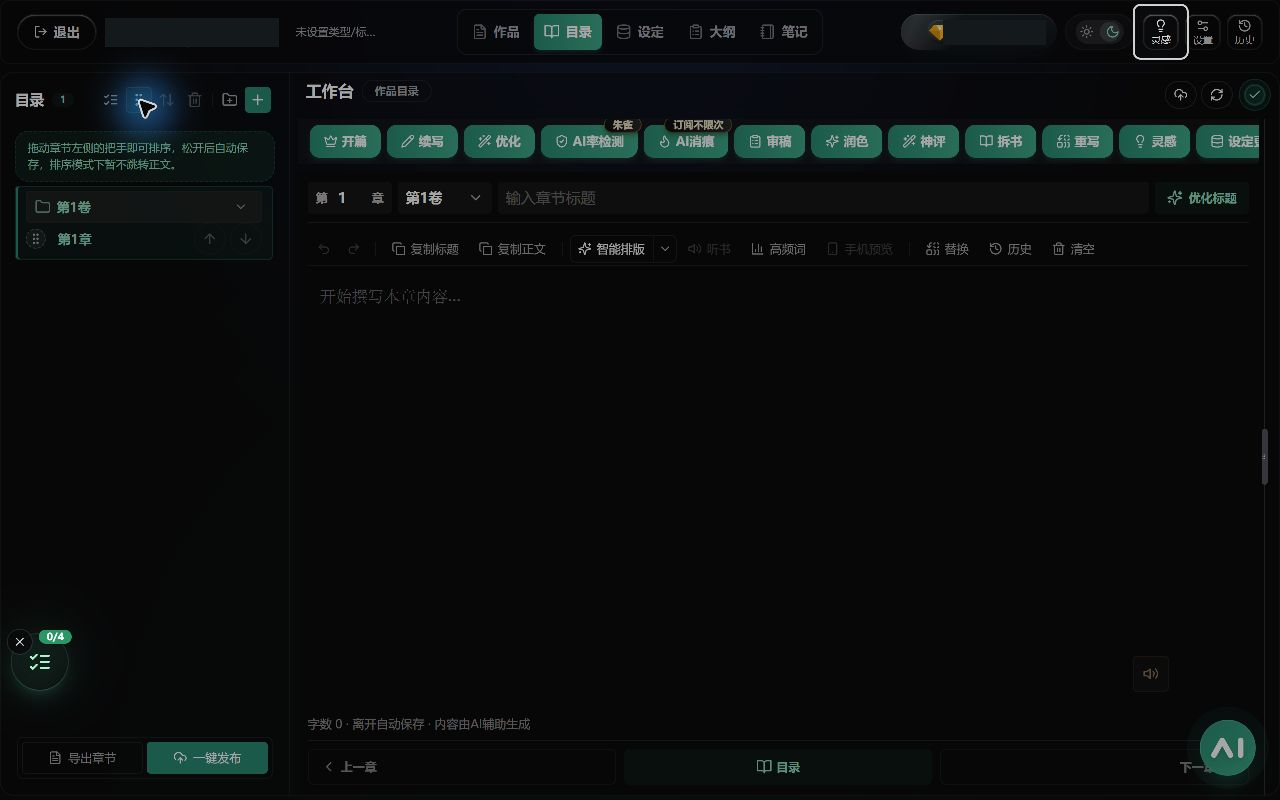 退出
未设置类型/标...
作品
目录
设定
大纲
笔记
灵感
设置
历史
目录 1
拖动章节左侧的把手即可排序，松开后自动保
存，排序模式下暂不跳转正文。
第1卷
第1章
0/4
导出章节
一键发布
工作台
作品目录
朱雀
订阅不限次
开篇
续写
优化
AI率检测
AI消痕
审稿
润色
神评
拆书
重写
灵感
第 1 章
第1卷
输入章节标题
优化标题
复制标题
复制正文
智能排版
听书
高频词
手机预览
替换
历史
清空
开始撰写本章内容...
字数 0 · 离开自动保存 · 内容由AI辅助生成
上一章
目录
AI